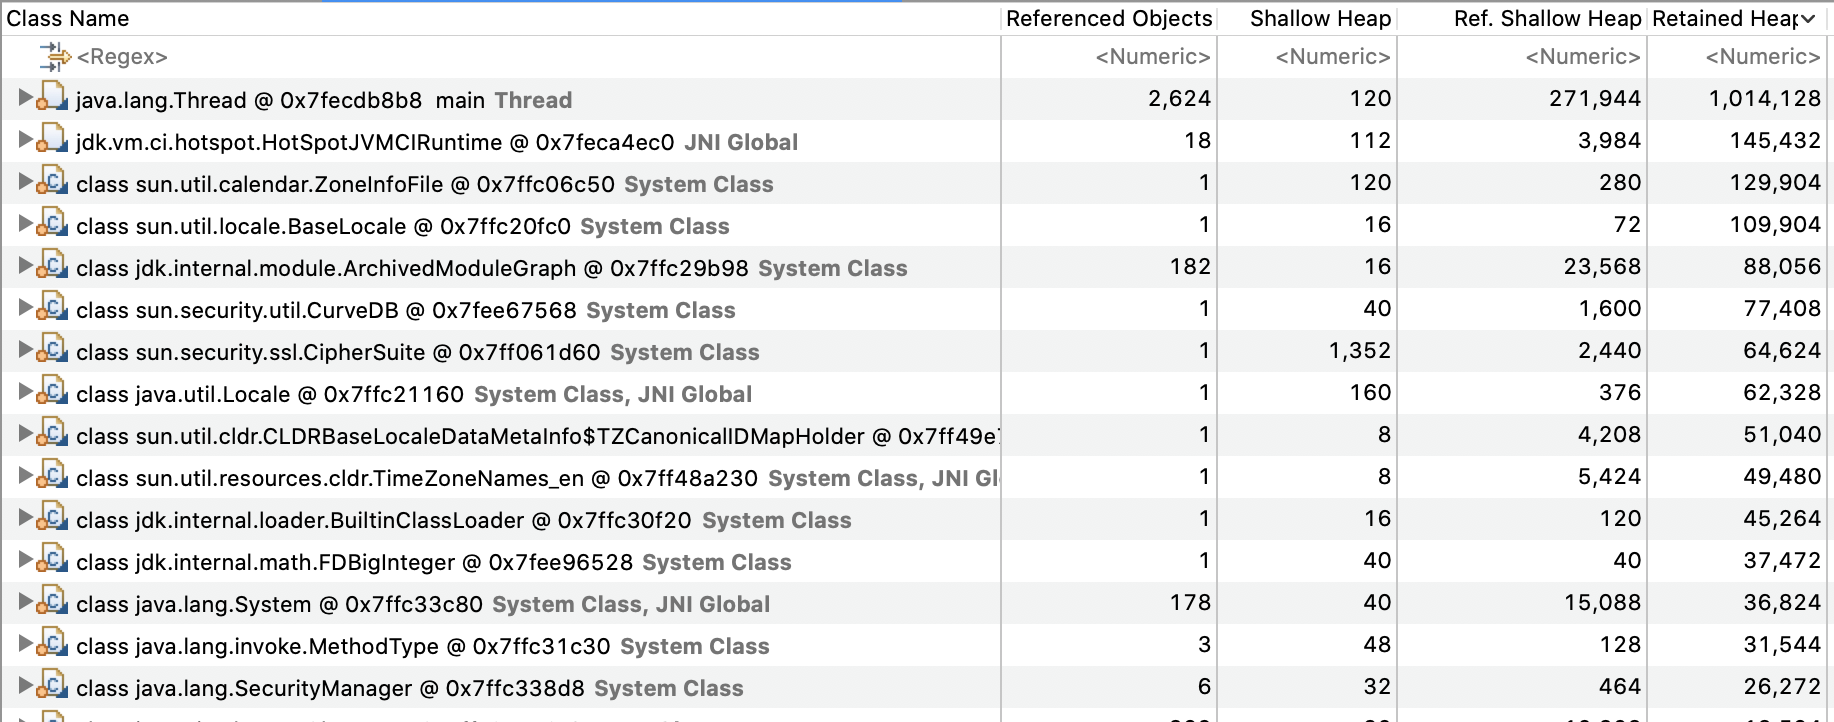 Class Name Referenced Objects Shallow Heap Ref. Shallow Heap Retained Heap
<Regex> <Numeric> <Numeric> <Numeric> <Numeric>
java.lang.Thread @ 0x7fecdb8b8 main Thread 2,624 120 271,944 1,014,128
jdk.vm.ci.hotspot.HotSpotJVMCIRuntime @ 0x7feca4ec0 JNI Global 18 112 3,984 145,432
class sun.util.calendar.ZoneInfoFile @ 0x7ffc06c50 System Class 1 120 280 129,904
class sun.util.locale.BaseLocale @ 0x7ffc20fc0 System Class 1 16 72 109,904
class jdk.internal.module.ArchivedModuleGraph @ 0x7ffc29b98 System Class 182 16 23,568 88,056
class sun.security.util.CurveDB @ 0x7fee67568 System Class 1 40 1,600 77,408
class sun.security.ssl.CipherSuite @ 0x7ff061d60 System Class 1 1,352 2,440 64,624
class java.util.Locale @ 0x7ffc21160 System Class, JNI Global 1 160 376 62,328
class sun.util.cldr.CLDRBaseLocaleDataMetaInfo$TZCanonicalIDMapHolder @ 0x7ff49e 1 8 4,208 51,040
class sun.util.resources.cldr.TimeZoneNames_en @ 0x7ff48a230 System Class, JNI Gl 1 8 5,424 49,480
class jdk.internal.loader.BuiltinClassLoader @ 0x7ffc30f20 System Class 1 16 120 45,264
class jdk.internal.math.FDBigInteger @ 0x7fee96528 System Class 1 40 40 37,472
class java.lang.System @ 0x7ffc33c80 System Class, JNI Global 178 40 15,088 36,824
class java.lang.invoke.MethodType @ 0x7ffc31c30 System Class 3 48 128 31,544
class java.lang.SecurityManager @ 0x7ffc338d8 System Class 6 32 464 26,272